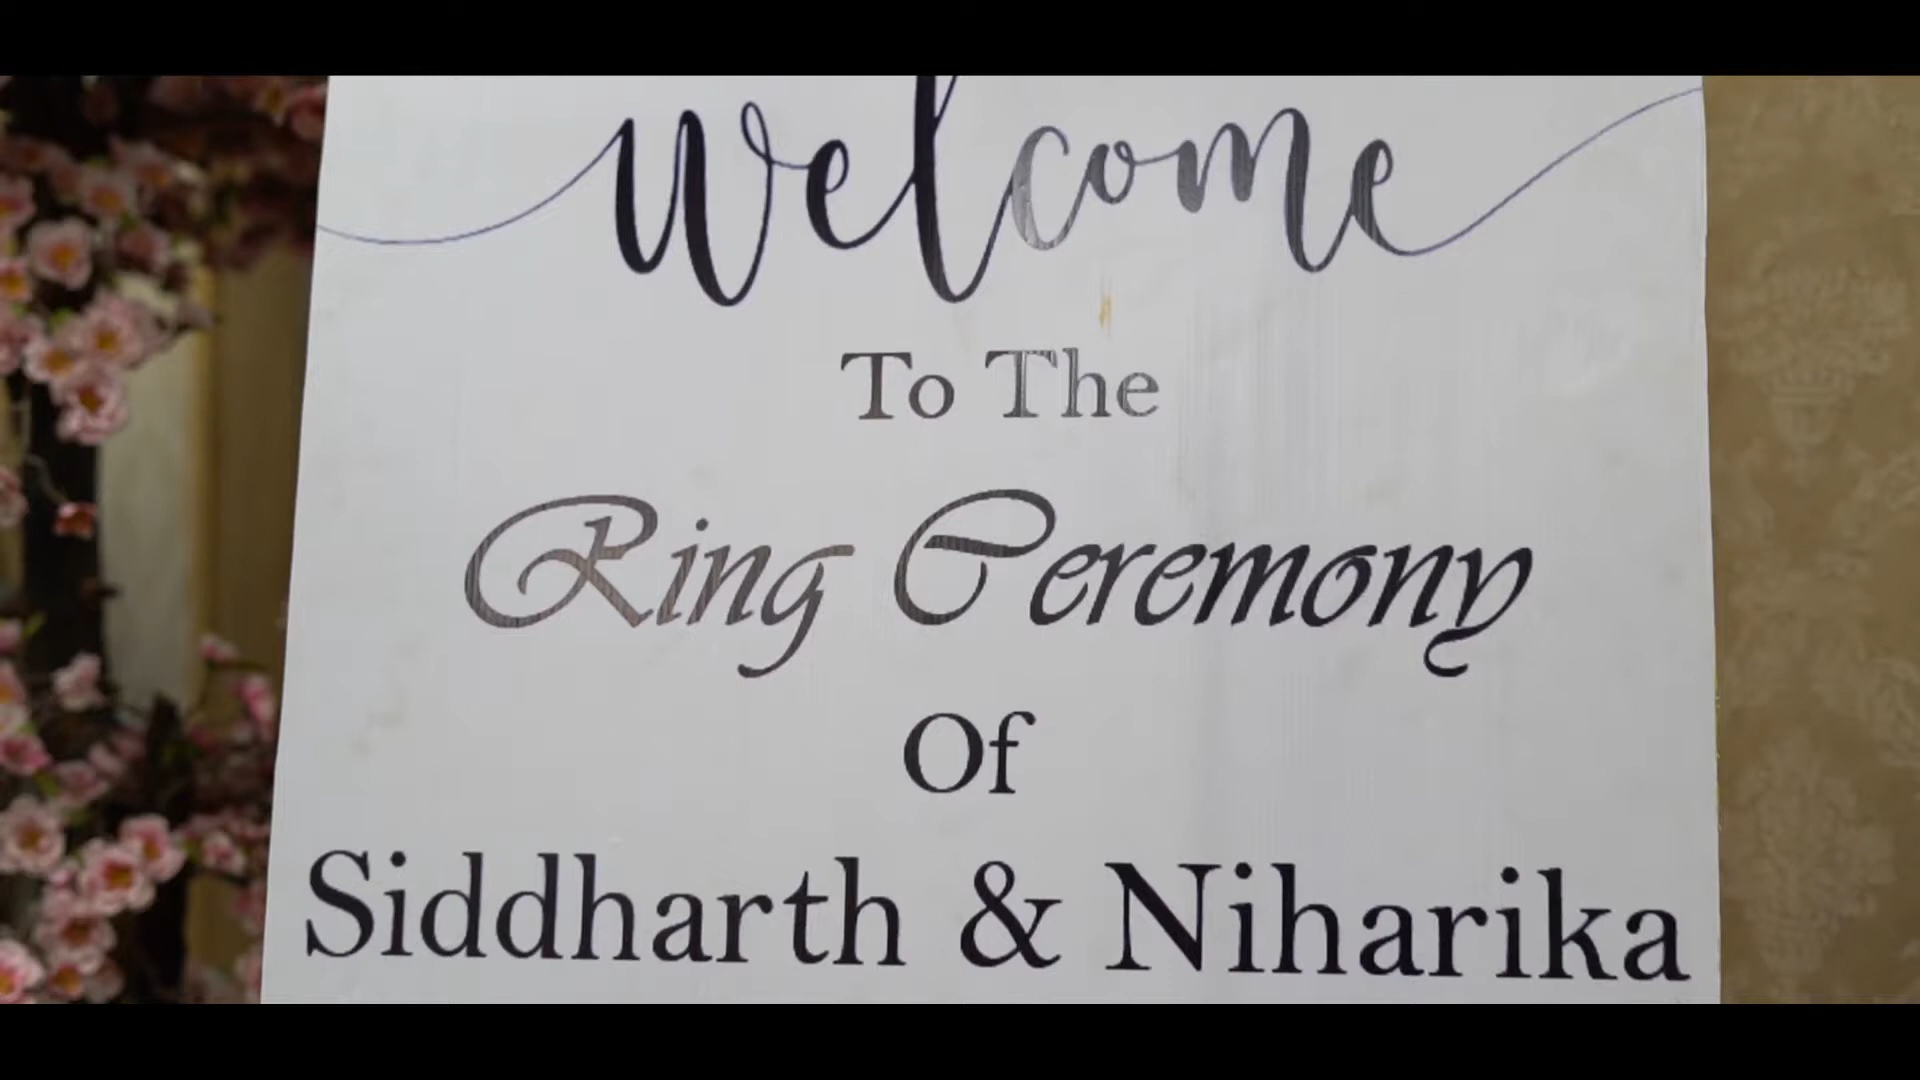 Welcome
To The
Ring Ceremony
Of
Siddharth & Niharika